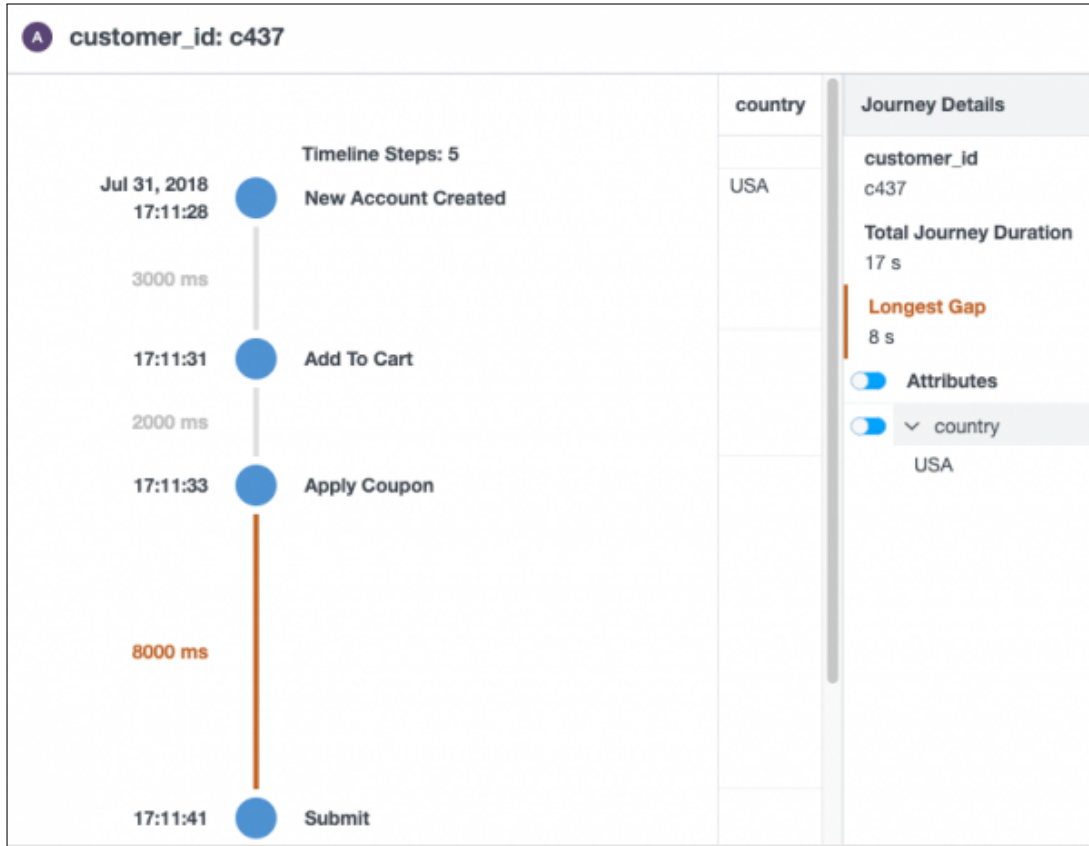 A customer_id: c437
Timeline Steps: 5
Jul 31, 2018
17:11:28
New Account Created
3000 ms
17:11:31
Add To Cart
2000 ms
17:11:33
Apply Coupon
8000 ms
17:11:41
Submit
country
USA
Journey Details
customer_id
c437
Total Journey Duration
17 s
Longest Gap
8 s
Attributes
country
USA